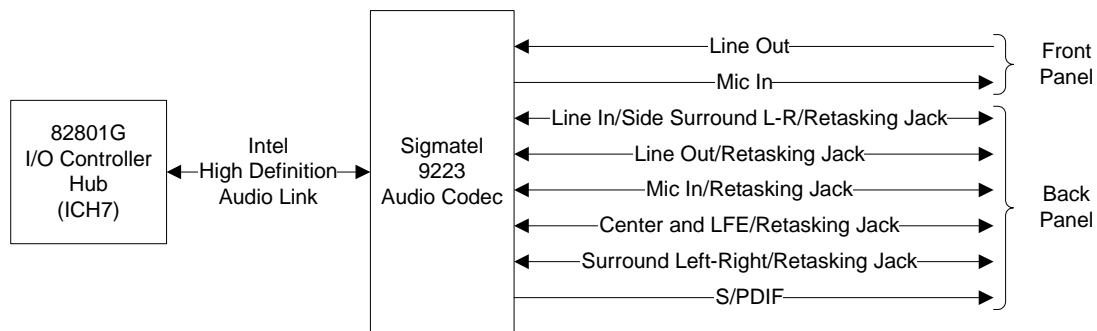 82801G
I/O Controller
Hub
(ICH7)
Intel
High Definition
Audio Link
Sigmatel
9223
Audio Codec
Line Out
Mic In
Front
Panel
Line In/Side Surround L-R/Retasking Jack
Line Out/Retasking Jack
Mic In/Retasking Jack
Center and LFE/Retasking Jack
Surround Left-Right/Retasking Jack
S/PDIF
Back
Panel